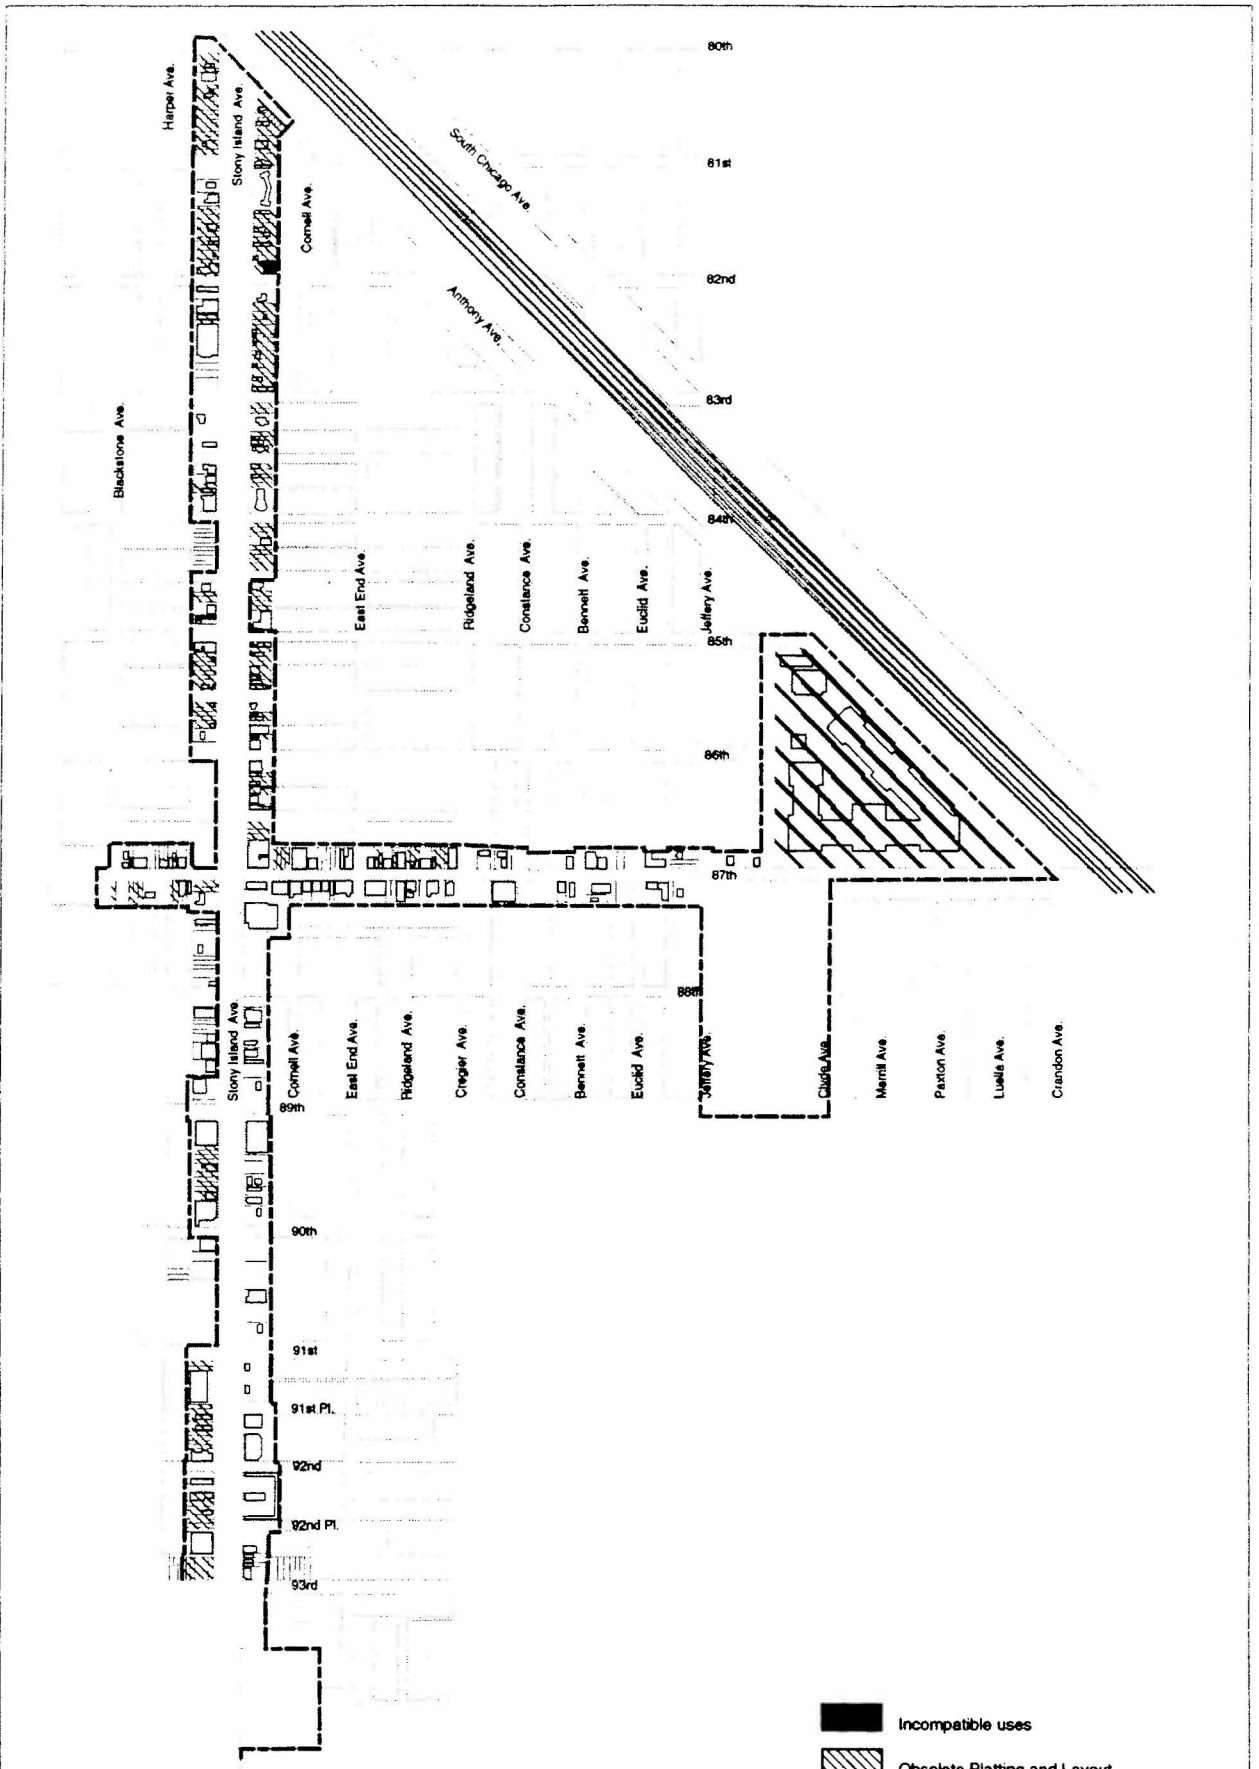 80th
Harper Ave.
Stony Island Ave.
South Chicago Ave.
81st
Cornell Ave.
82nd
Anthony Ave.
83rd
Blackstone Ave.
84th
East End Ave.
Ridgeland Ave.
Constance Ave.
Bennett Ave.
Euclid Ave.
Jeffery Ave.
85th
86th
87th
88th
Stony Island Ave.
Cornell Ave.
East End Ave.
Ridgeland Ave.
Cregier Ave.
Constance Ave.
Bennett Ave.
Euclid Ave.
Jeffery Ave.
Clyde Ave.
Merrill Ave.
Paxton Ave.
Luella Ave.
Crandon Ave.
89th
90th
91st
91st Pl.
92nd
92nd Pl.
93rd
Incompatible uses
Obsolete Platting and Layout